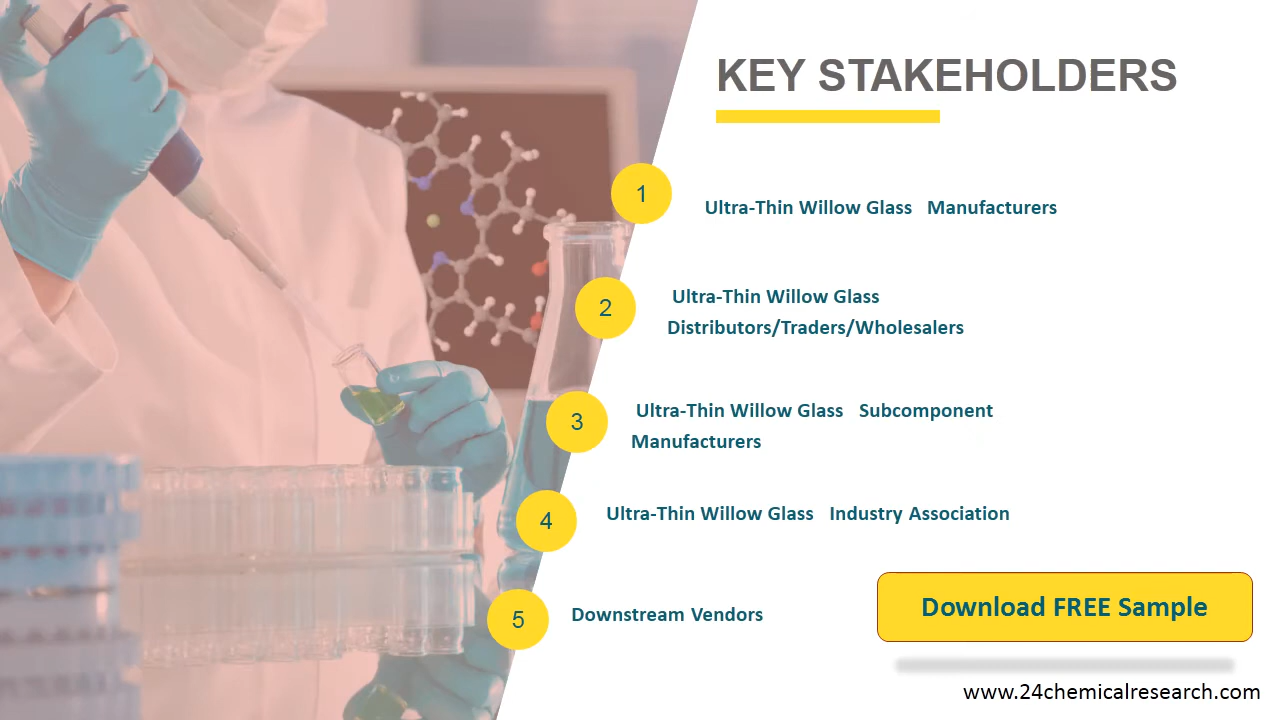 KEY STAKEHOLDERS
1
Ultra-Thin Willow Glass Manufacturers
2
Ultra-Thin Willow Glass
Distributors/Traders/Wholesalers
3
Ultra-Thin Willow Glass Subcomponent
Manufacturers
4
Ultra-Thin Willow Glass Industry Association
5
Downstream Vendors
Download FREE Sample
www.24chemicalresearch.com